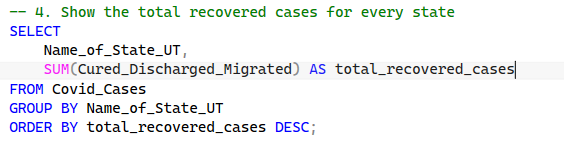 -- 4. Show the total recovered cases for every state
SELECT
    Name_of_State_UT,
    SUM(Cured_Discharged_Migrated) AS total_recovered_cases
FROM Covid_Cases
GROUP BY Name_of_State_UT
ORDER BY total_recovered_cases DESC;